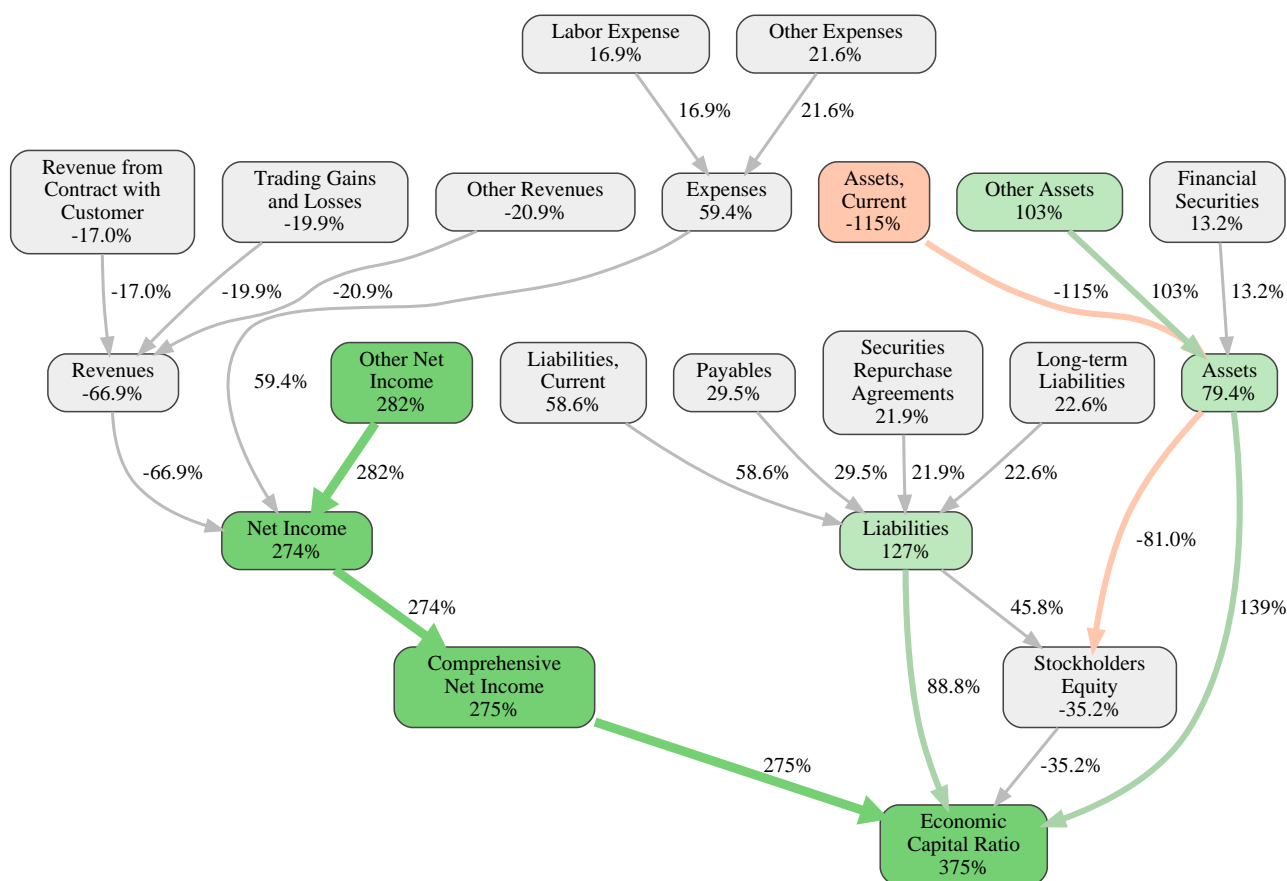 Labor Expense
16.9%
Other Expenses
21.6%
16.9%
21.6%
Revenue from
Contract with
Customer
-17.0%
Trading Gains
and Losses
-19.9%
Other Revenues
-20.9%
Expenses
59.4%
Assets,
Current
-115%
Other Assets
103%
Financial
Securities
13.2%
-17.0%
-19.9%
-20.9%
-115%
103%
13.2%
Revenues
-66.9%
59.4%
Other Net
Income
282%
Liabilities,
Current
58.6%
Payables
29.5%
Securities
Repurchase
Agreements
21.9%
Long-term
Liabilities
22.6%
Assets
79.4%
-66.9%
282%
58.6%
29.5%
21.9%
22.6%
Net Income
274%
Liabilities
127%
-81.0%
274%
45.8%
139%
Comprehensive
Net Income
275%
88.8%
Stockholders
Equity
-35.2%
275%
-35.2%
Economic
Capital Ratio
375%